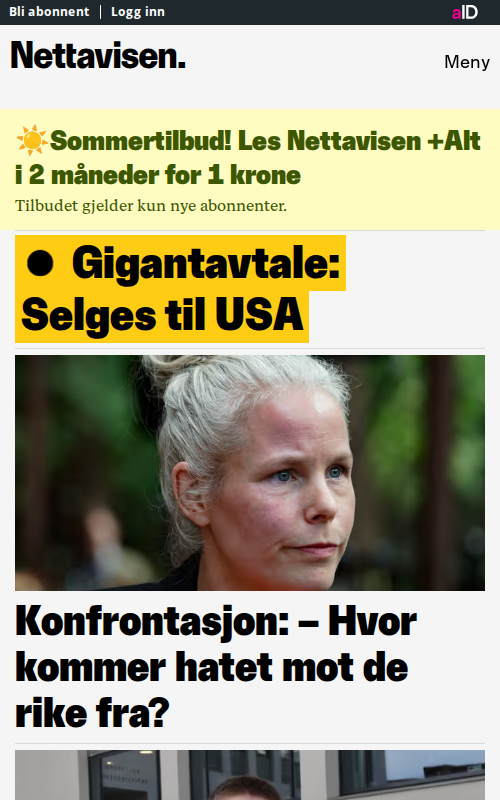 Bli abonnent
Logg inn
aID
Nettavisen.
Meny
☀️Sommertilbud! Les Nettavisen +Alt
i 2 måneder for 1 krone
Tilbudet gjelder kun nye abonnenter.
● Gigantavtale:
Selges til USA
Konfrontasjon: – Hvor
kommer hatet mot de
rike fra?